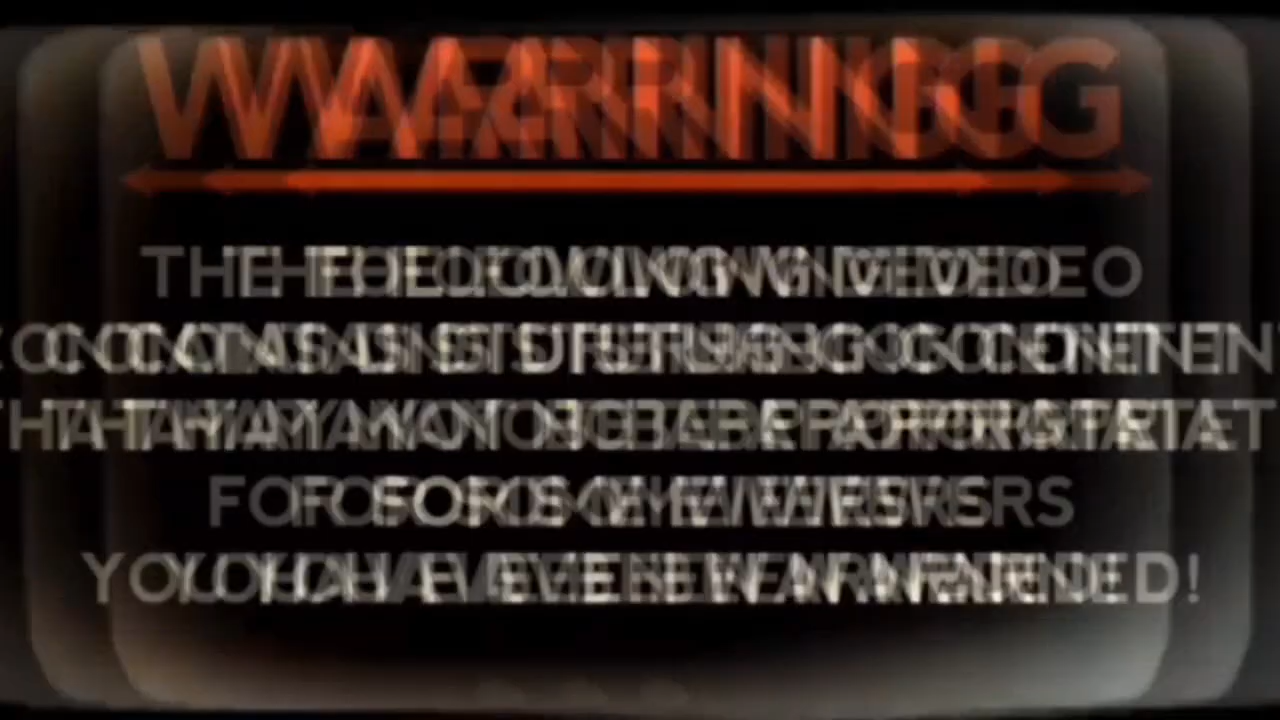 WARNING
THE FOLLOWING VIDEO
CONTAINS DISTURBING CONTENT
THAT MAY NOT BE APPROPRIATE
FOR SOME VIEWERS
YOU HAVE BEEN WARNED!